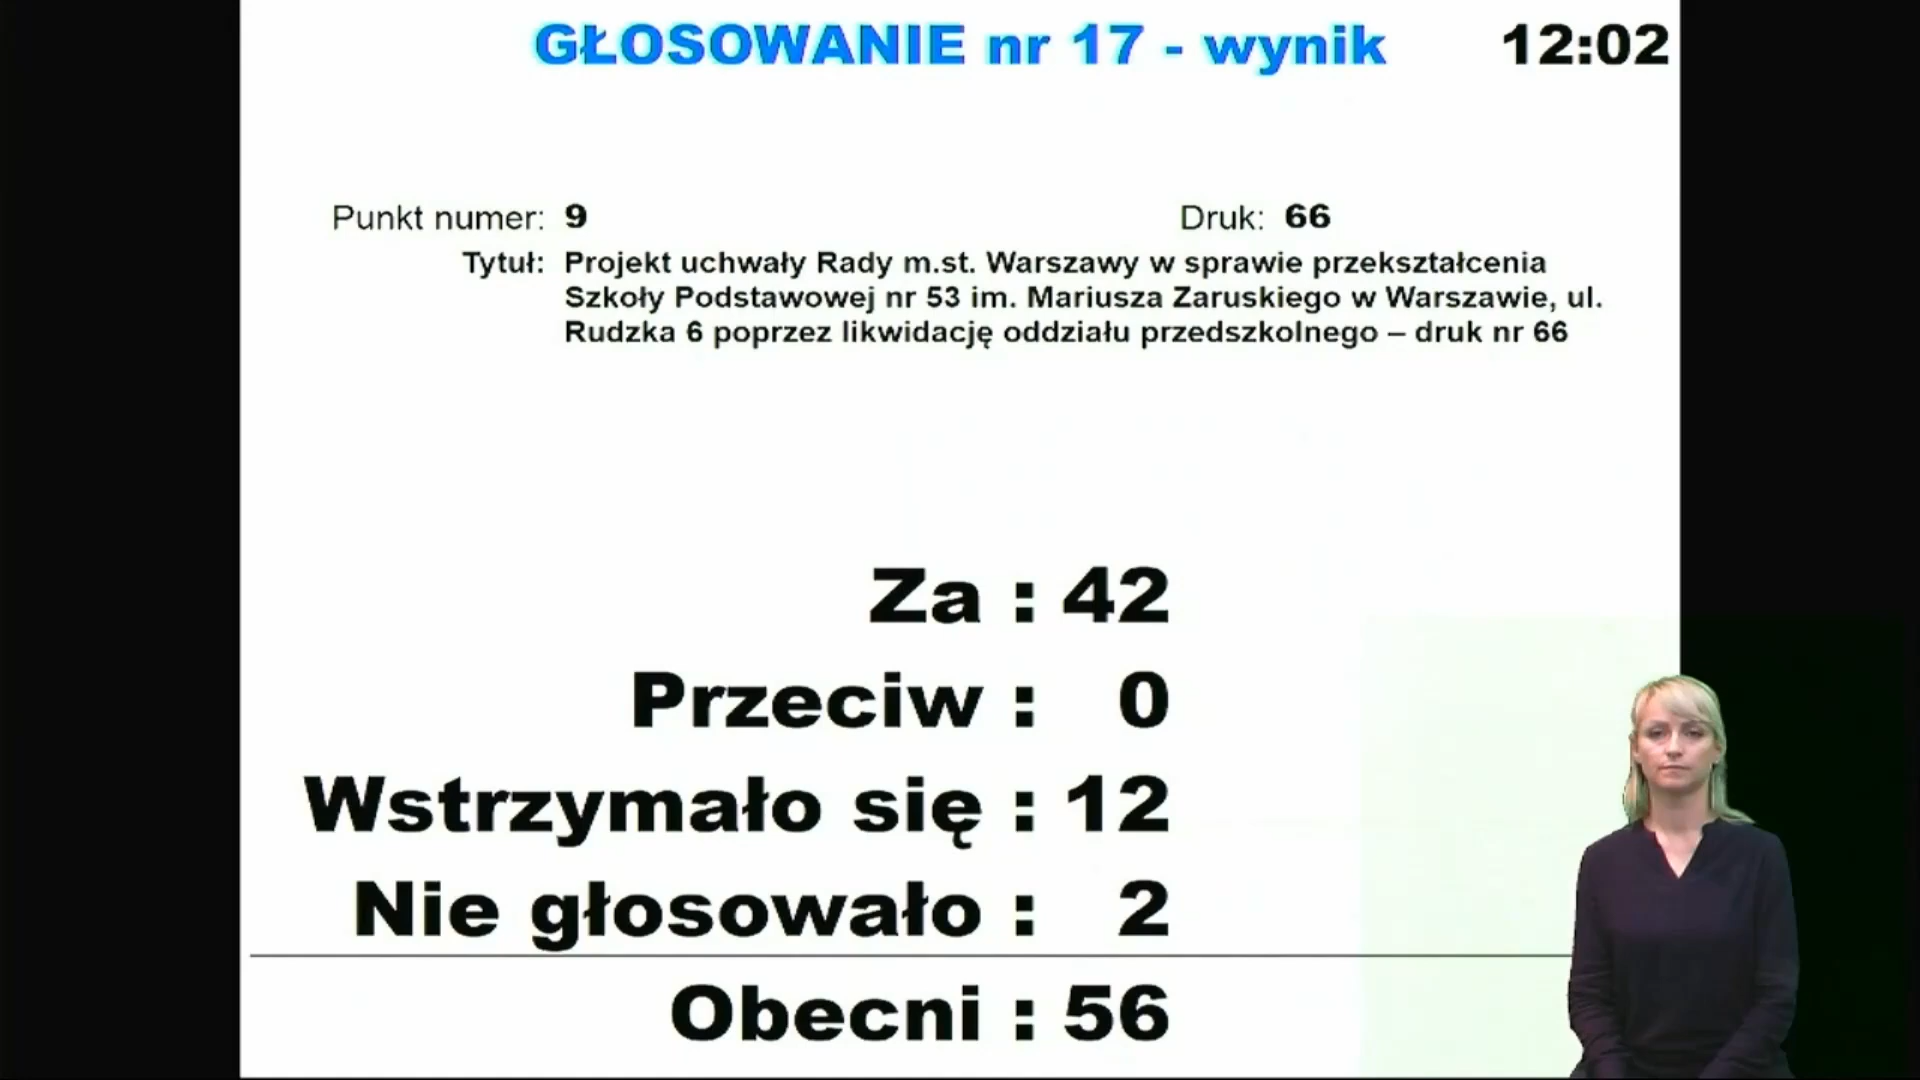 GŁOSOWANIE nr 17 - wynik 12:02
Punkt numer: 9 Druk: 66
Tytuł: Projekt uchwały Rady m.st. Warszawy w sprawie przekształcenia
Szkoły Podstawowej nr 53 im. Mariusza Zaruskiego w Warszawie, ul.
Rudzka 6 poprzez likwidację oddziału przedszkolnego – druk nr 66
Za : 42
Przeciw : 0
Wstrzymało się : 12
Nie głosowało : 2
Obecni : 56